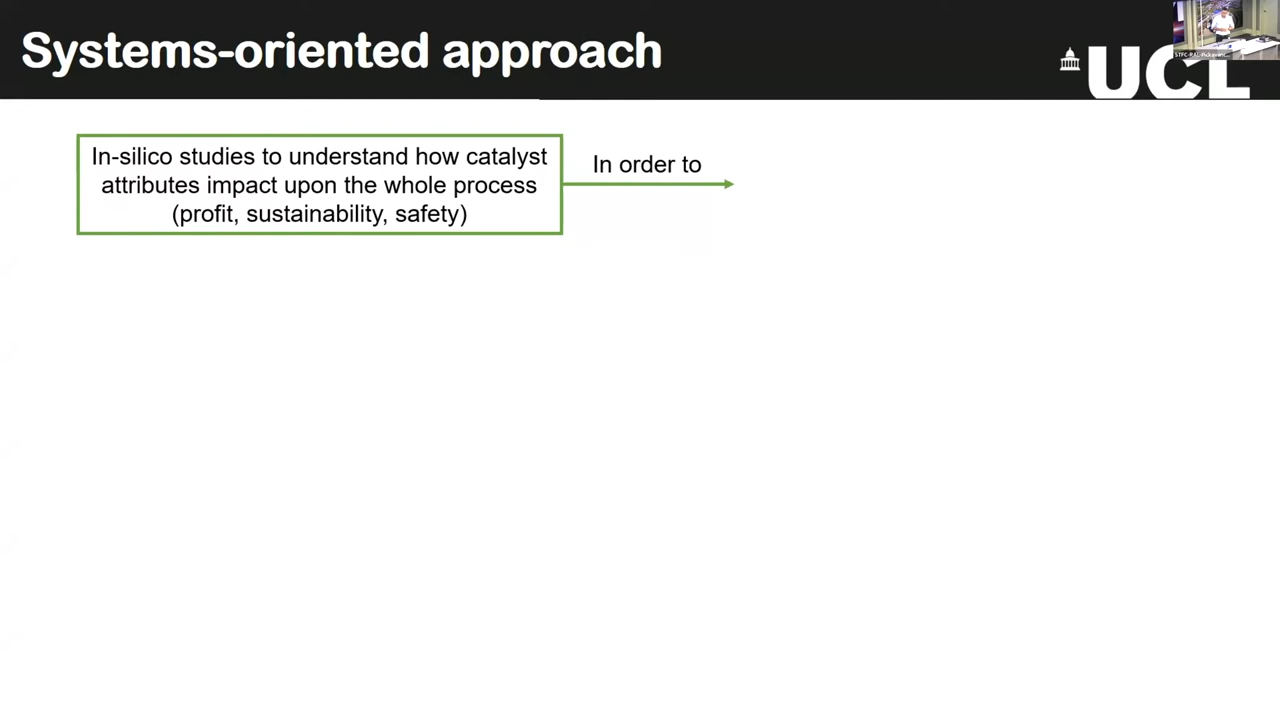 Systems-oriented approach
UCL
In-silico studies to understand how catalyst
attributes impact upon the whole process
(profit, sustainability, safety)
In order to